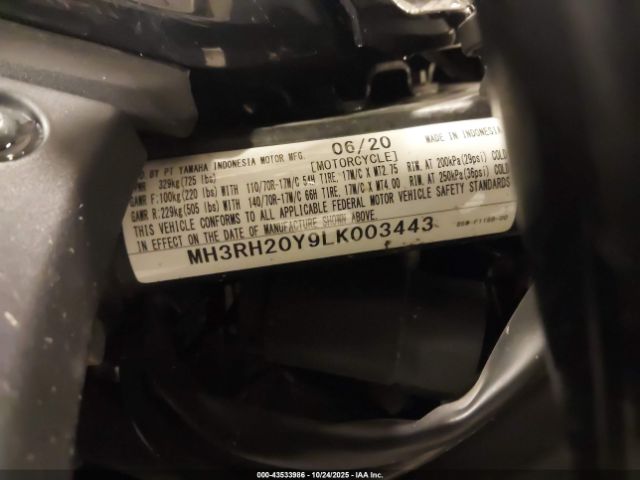 D BY PT YAMAHA INDONESIA MOTOR MFG. 06/20 MADE IN INDONESIA
329kg(725 lbs) [MOTORCYCLE]
GAWR F:100kg(220 lbs) WITH 110/70R-17M/C 54H TIRE, 17M/C X MT2.75 RIM, AT 200kPa(29psi) COLD
GAWR R:229kg(505 lbs) WITH 140/70R-17M/C 66H TIRE, 17M/C X MT4.00 RIM, AT 250kPa(36psi) COLD
THIS VEHICLE CONFORMS TO ALL APPLICABLE FEDERAL MOTOR VEHICLE SAFETY STANDARDS
IN EFFECT ON THE DATE OF MANUFACTURE SHOWN ABOVE.
MH3RH20Y9LK003443
000-43533986 - 10/24/2025 - IAA Inc.